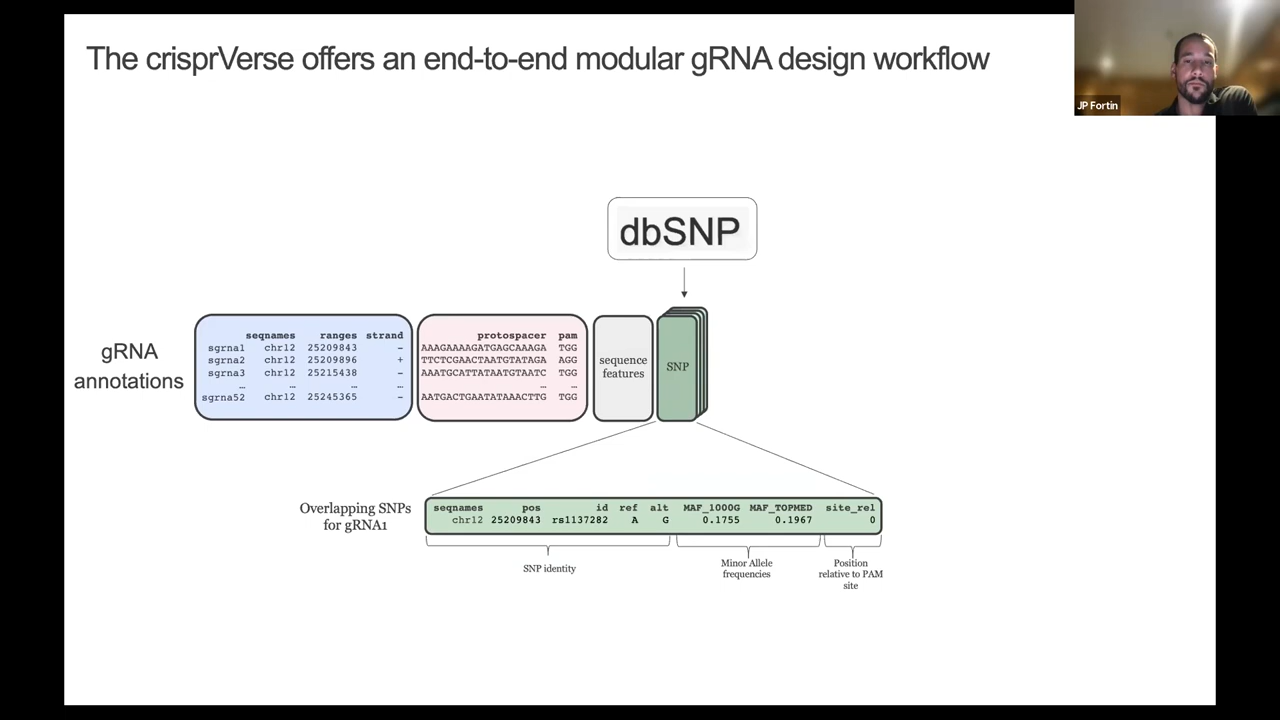 The crisprVerse offers an end-to-end modular gRNA design workflow
JP Fortin
dbSNP
gRNA
annotations
seqnames ranges strand
sgrna1 chr12 25209843 -
sgrna2 chr12 25209896 +
sgrna3 chr12 25215438 -
… … … …
sgrna52 chr12 25245365 -
protospacer pam
AAAGAAAAGATGAGCAAAGA TGG
TTCTCGAACTAATGTATAGA AGG
AAATGCATTATAATGTAATC TGG
… …
AATGACTGAATATAAACTTG TGG
sequence
features
SNP
Overlapping SNPs
for gRNA1
seqnames pos id ref alt MAF_1000G MAF_TOPMED site_rel
chr12 25209843 rs1137282 A G 0.1755 0.1967 0
SNP identity
Minor Allele
frequencies
Position
relative to PAM
site